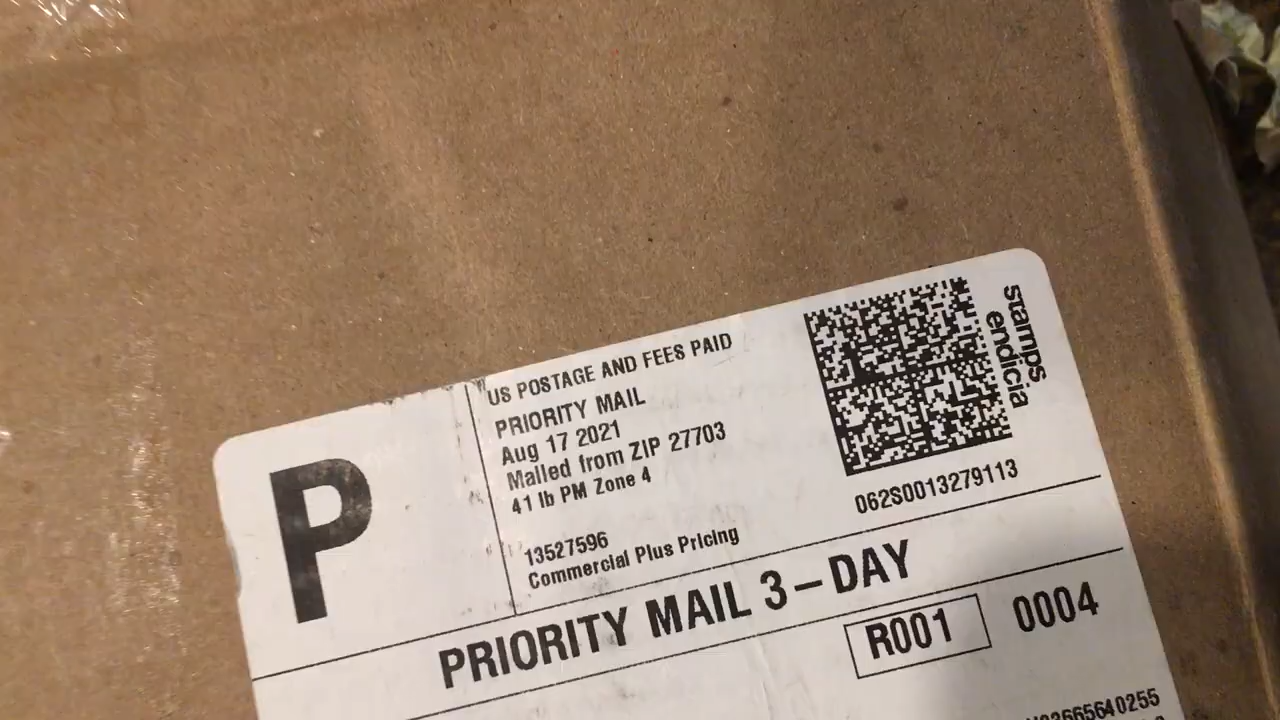 stamps
endicia
US POSTAGE AND FEES PAID
PRIORITY MAIL
Aug 17 2021
Mailed from ZIP 27703
41 lb PM Zone 4
13527596
Commercial Plus Pricing
062S0013279113
P
PRIORITY MAIL 3-DAY
R001
0004